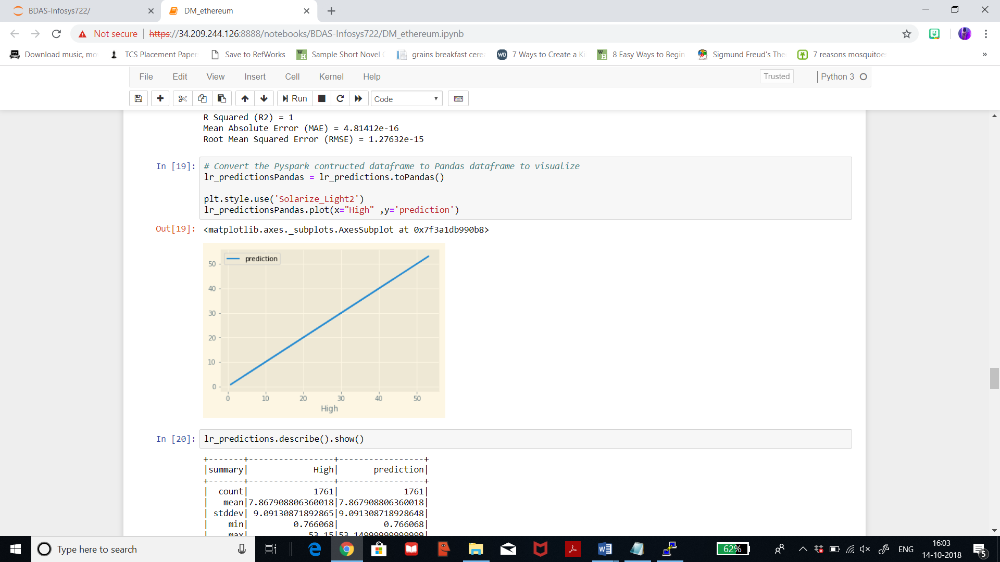 BDAS-Infosys722/
DM_ethereum
Not secure
https://34.209.244.126:8888/notebooks/BDAS-Infosys722/DM_ethereum.ipynb
Download music, mo
TCS Placement Paper
Save to RefWorks
Sample Short Novel
grains breakfast cere
7 Ways to Create a Ki
8 Easy Ways to Begin
Sigmund Freud's The
7 reasons mosquitoe
»
File Edit View Insert Cell Kernel Help
Trusted
Python 3
Run
Code
R Squared (R2) = 1
Mean Absolute Error (MAE) = 4.81412e-16
Root Mean Squared Error (RMSE) = 1.27632e-15
In [19]:
# Convert the Pyspark contructed dataframe to Pandas dataframe to visualize
lr_predictionsPandas = lr_predictions.toPandas()
plt.style.use('Solarize_Light2')
lr_predictionsPandas.plot(x="High" ,y='prediction')
Out[19]:
<matplotlib.axes._subplots.AxesSubplot at 0x7f3a1db990b8>
prediction
50
40
30
20
10
0
0 10 20 30 40 50
High
In [20]:
lr_predictions.describe().show()
+-------+-----------------+-----------------+
|summary|             High|       prediction|
+-------+-----------------+-----------------+
|  count|             1761|             1761|
|   mean|7.867908806360018|7.867908806360018|
| stddev| 9.09130871892865|9.091308718928648|
|    min|         0.766068|         0.766068|
|    max|            53.15|53.14999999999999|
Type here to search
62%
ENG
16:03
14-10-2018
5